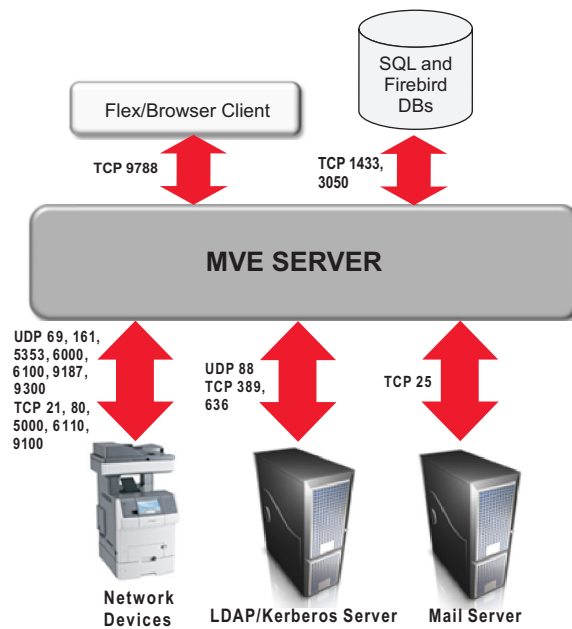 SQL and
Firebird
DBs
Flex/Browser Client
TCP 9788
TCP 1433,
3050
MVE SERVER
UDP 69, 161,
5353, 6000,
6100, 9187,
9300
TCP 21, 80,
5000, 6110,
9100
UDP 88
TCP 389,
636
TCP 25
Network
Devices
LDAP/Kerberos Server
Mail Server